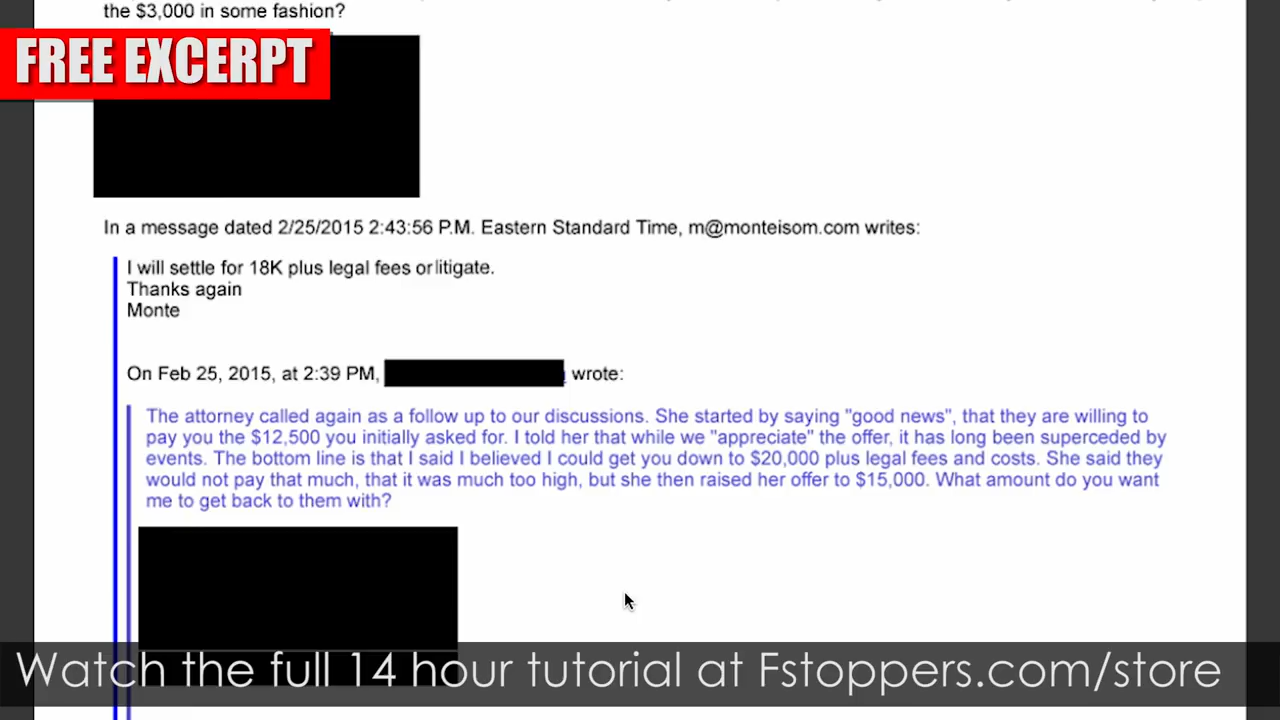 the $3,000 in some fashion?
FREE EXCERPT
In a message dated 2/25/2015 2:43:56 P.M. Eastern Standard Time, m@monteisom.com writes:
I will settle for 18K plus legal fees or litigate.
Thanks again
Monte
On Feb 25, 2015, at 2:39 PM, wrote:
The attorney called again as a follow up to our discussions. She started by saying "good news", that they are willing to
pay you the $12,500 you initially asked for. I told her that while we "appreciate" the offer, it has long been superceded by
events. The bottom line is that I said I believed I could get you down to $20,000 plus legal fees and costs. She said they
would not pay that much, that it was much too high, but she then raised her offer to $15,000. What amount do you want
me to get back to them with?
Watch the full 14 hour tutorial at Fstoppers.com/store